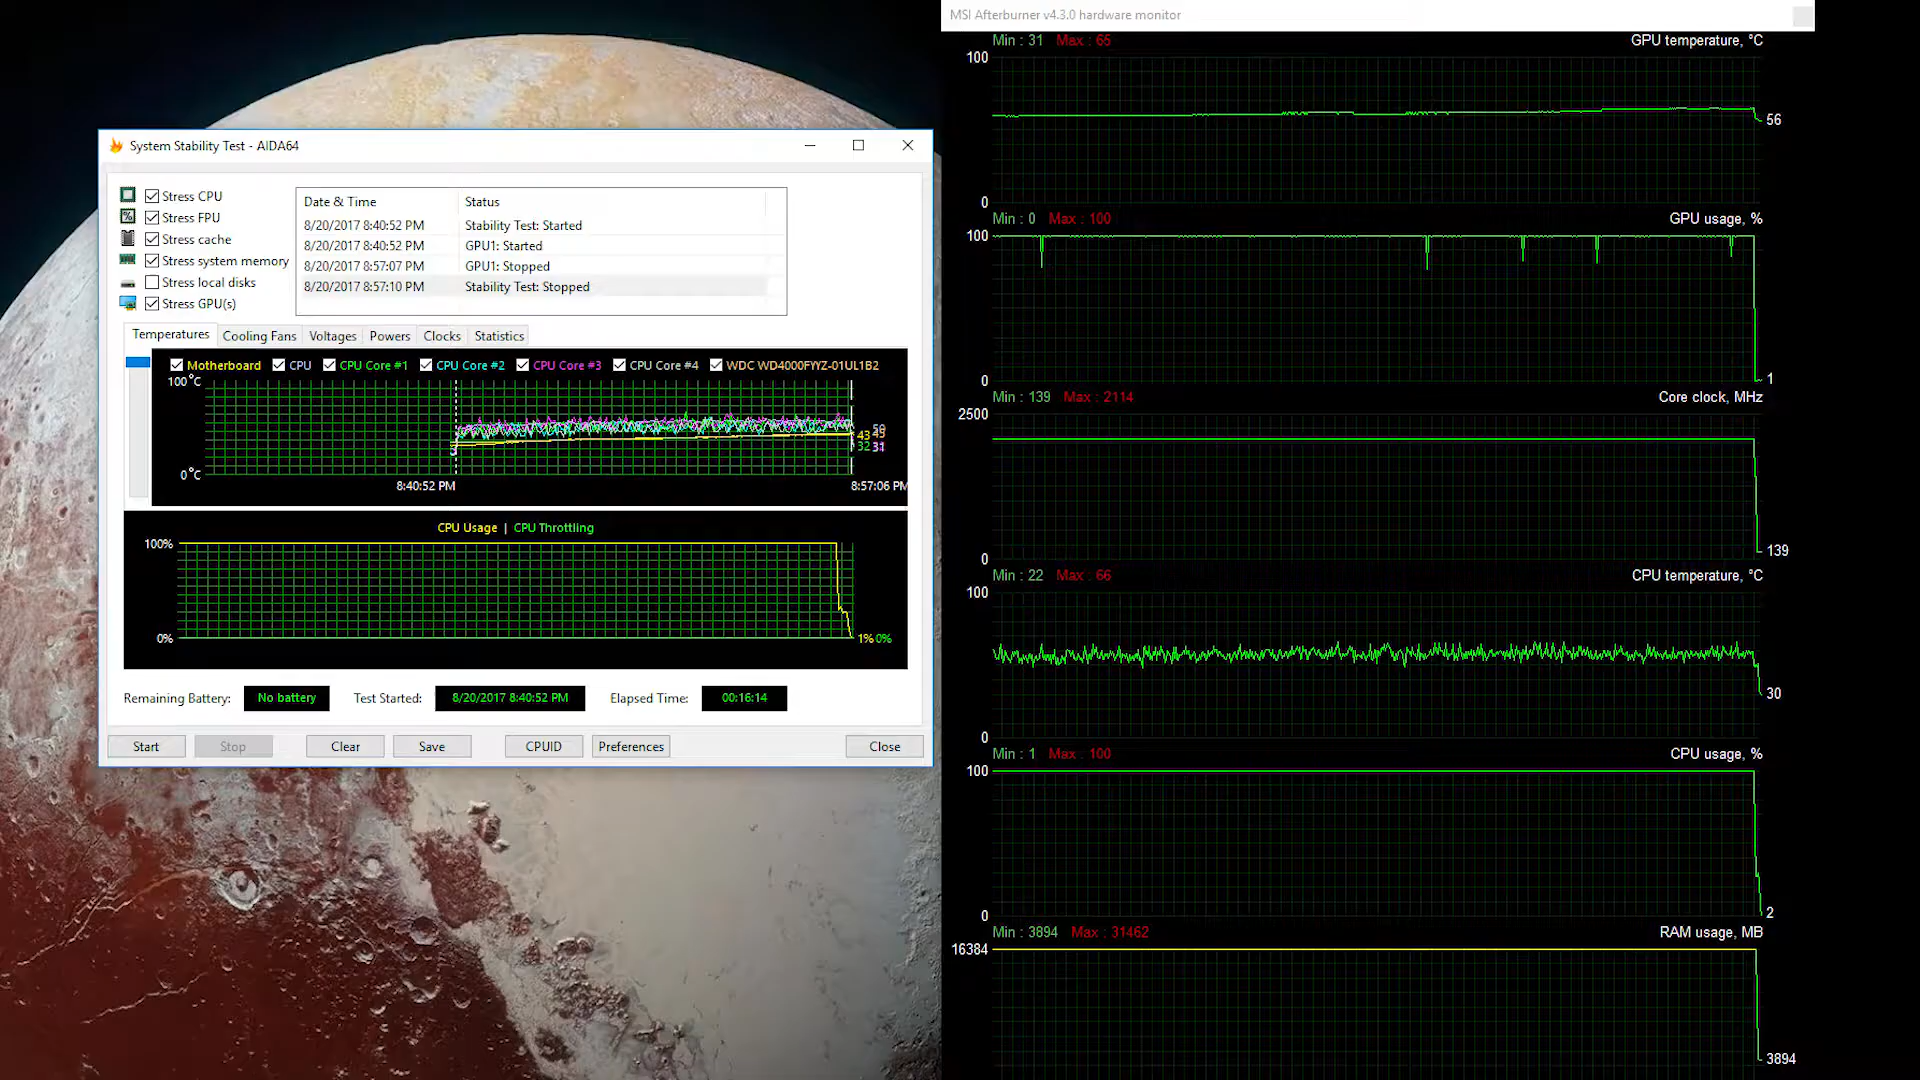 System Stability Test - AIDA64
Stress CPU
Stress FPU
Stress cache
Stress system memory
Stress local disks
Stress GPU(s)
Date & Time Status
8/20/2017 8:40:52 PM Stability Test: Started
8/20/2017 8:40:52 PM GPU1: Started
8/20/2017 8:57:07 PM GPU1: Stopped
8/20/2017 8:57:10 PM Stability Test: Stopped
Temperatures Cooling Fans Voltages Powers Clocks Statistics
Motherboard CPU CPU Core #1 CPU Core #2 CPU Core #3 CPU Core #4 WDC WD4000FYYZ-01UL1B2
100°C
43 45
32 31
0°C
8:40:52 PM 8:57:06 PM
CPU Usage | CPU Throttling
100%
0% 1% 0%
Remaining Battery: No battery Test Started: 8/20/2017 8:40:52 PM Elapsed Time: 00:16:14
Start Stop Clear Save CPUID Preferences Close
MSI Afterburner v4.3.0 hardware monitor
Min : 31 Max : 65 GPU temperature, °C
100
56
0
Min : 0 Max : 100 GPU usage, %
100
0 1
Min : 139 Max : 2114 Core clock, MHz
2500
139
0
Min : 22 Max : 66 CPU temperature, °C
100
30
0
Min : 1 Max : 100 CPU usage, %
100
0 2
Min : 3894 Max : 31462 RAM usage, MB
16384
3894